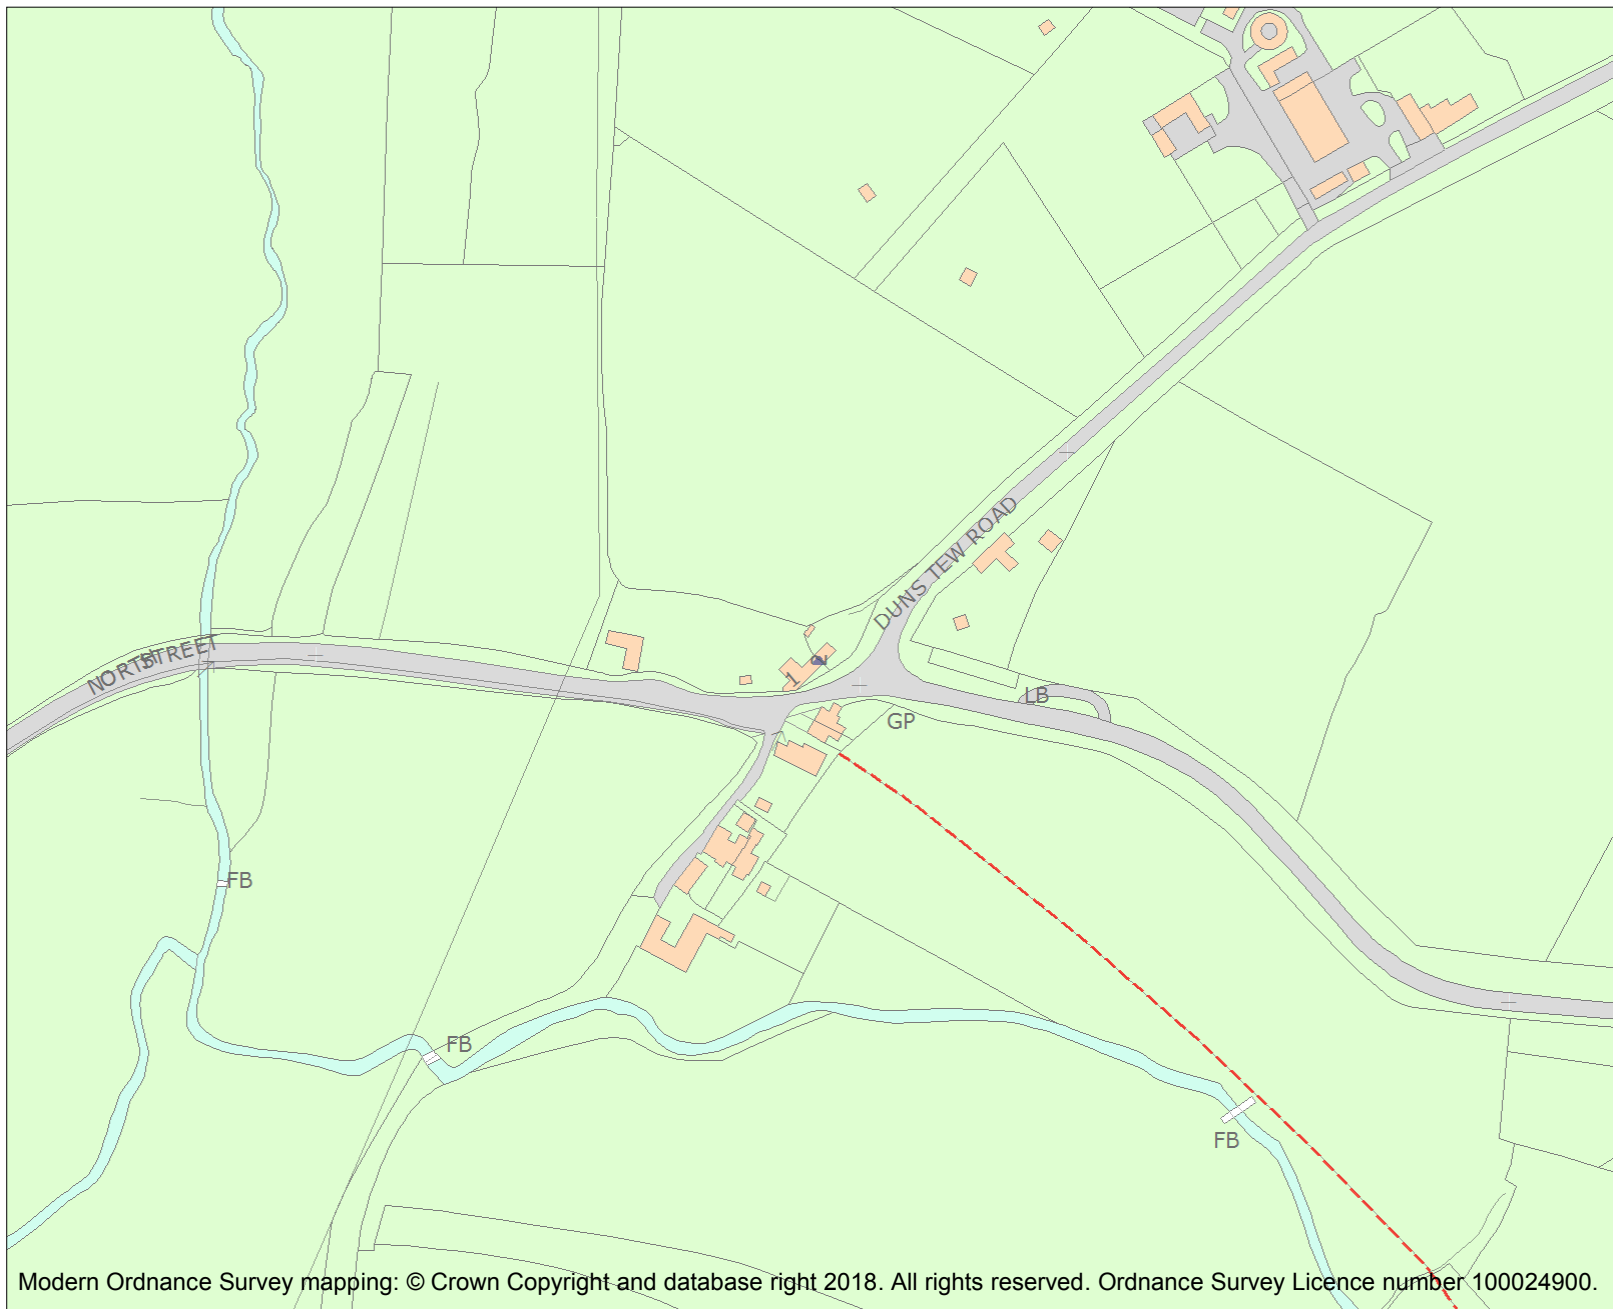 DUNS TEW ROAD
NORTH STREET
1
LB
GP
FB
FB
FB
Modern Ordnance Survey mapping: © Crown Copyright and database right 2018. All rights reserved. Ordnance Survey Licence number 100024900.